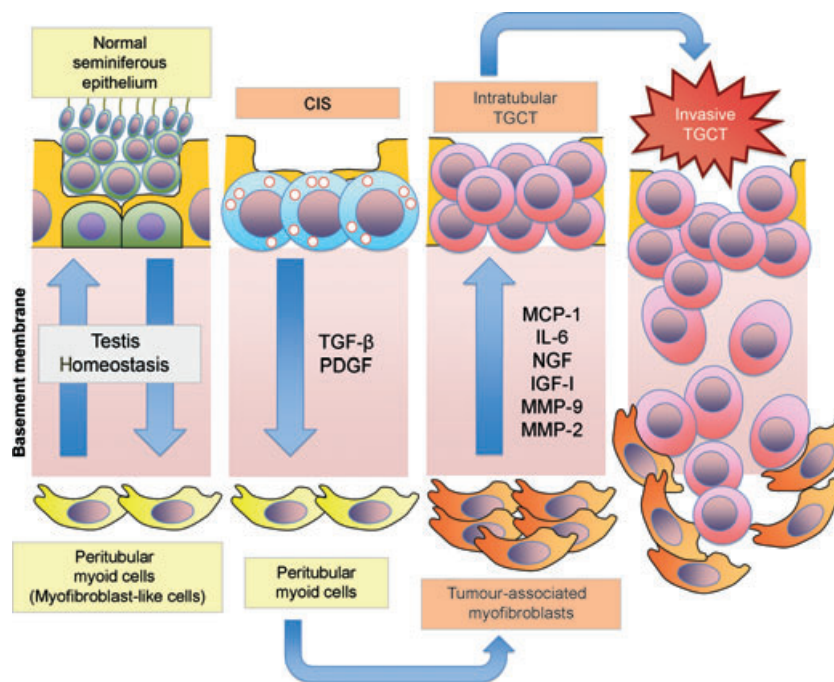 Normal
seminiferous
epithelium
CIS
Intratubular
TGCT
Invasive
TGCT
Basement membrane
Testis
Homeostasis
TGF-β
PDGF
MCP-1
IL-6
NGF
IGF-I
MMP-9
MMP-2
Peritubular
myoid cells
(Myofibroblast-like cells)
Peritubular
myoid cells
Tumour-associated
myofibroblasts